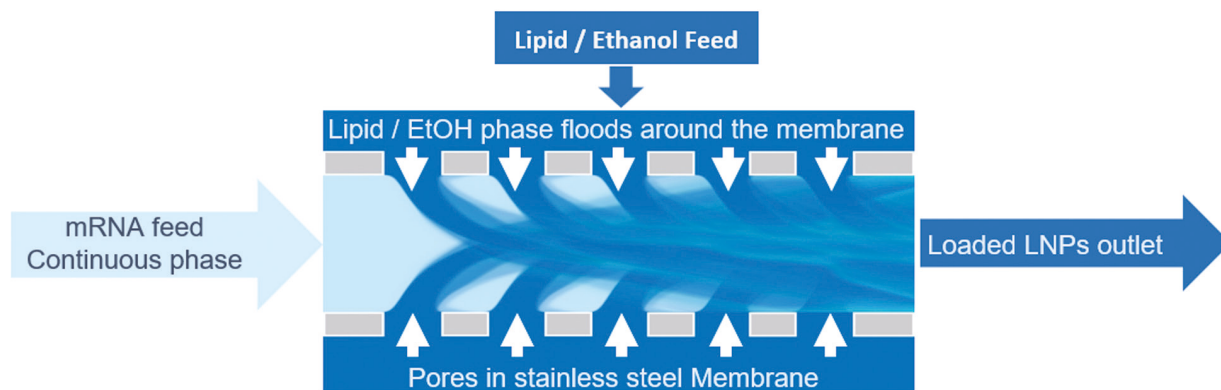 Lipid / Ethanol Feed
Lipid / EtOH phase floods around the membrane
mRNA feed
Continuous phase
Loaded LNPs outlet
Pores in stainless steel Membrane